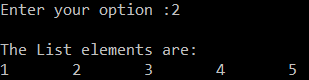 Enter your option :2
The List elements are:
1 2 3 4 5